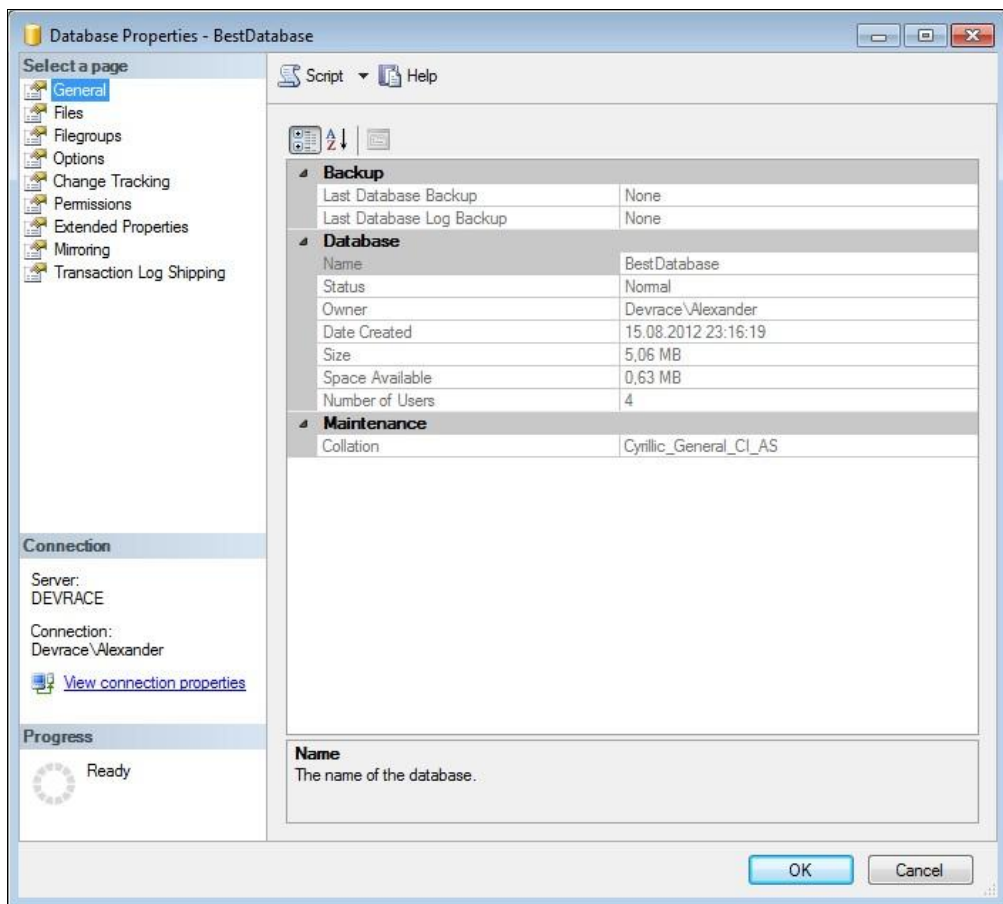 Database Properties - BestDatabase
Select a page
General
Files
Filegroups
Options
Change Tracking
Permissions
Extended Properties
Mirroring
Transaction Log Shipping
Connection
Server:
DEVRACE
Connection:
Devrace\Alexander
View connection properties
Progress
Ready
Script Help
Backup
Last Database Backup None
Last Database Log Backup None
Database
Name BestDatabase
Status Normal
Owner Devrace\Alexander
Date Created 15.08.2012 23:16:19
Size 5,06 MB
Space Available 0,63 MB
Number of Users 4
Maintenance
Collation Cyrillic_General_CI_AS
Name
The name of the database.
OK Cancel